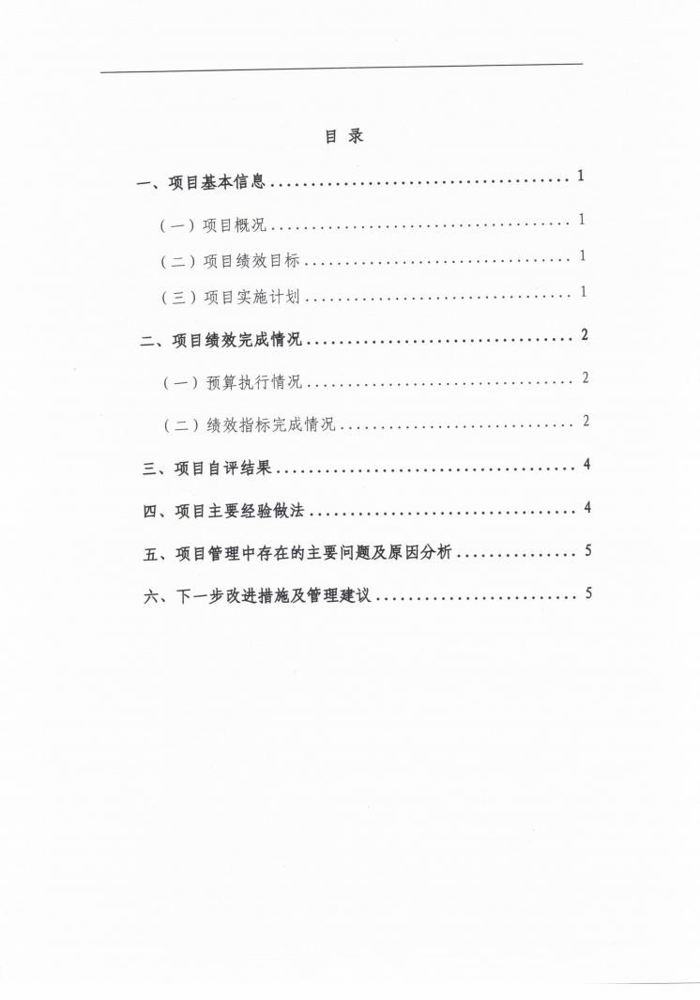 目 录
一、项目基本信息..................................... 1
（一）项目概况..................................... 1
（二）项目绩效目标................................. 1
（三）项目实施计划................................. 1
二、项目绩效完成情况................................. 2
（一）预算执行情况................................. 2
（二）绩效指标完成情况............................. 2
三、项目自评结果..................................... 4
四、项目主要经验做法................................. 4
五、项目管理中存在的主要问题及原因分析............... 5
六、下一步改进措施及管理建议......................... 5